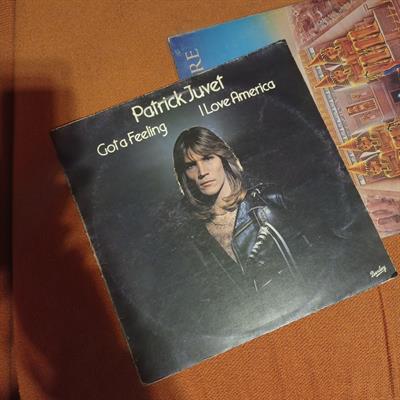 Patrick Juvet
Got a Feeling
I Love America
Barclay